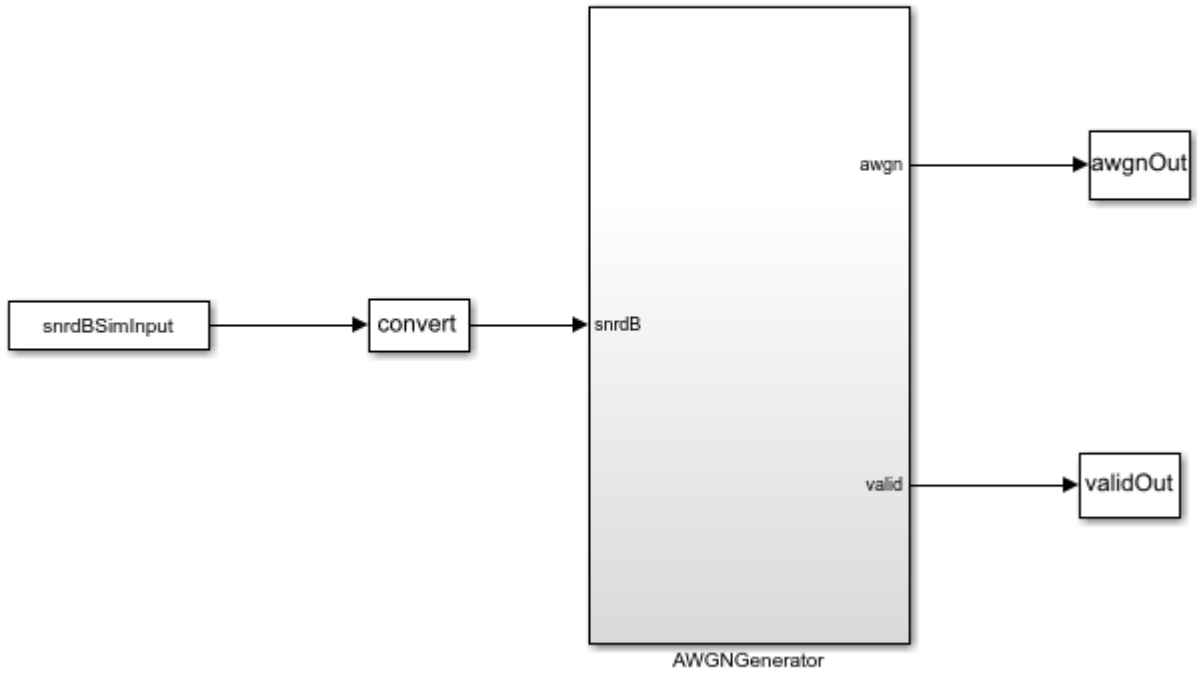 snrdBSimInput
convert
snrdB
awgn
valid
awgnOut
validOut
AWGNGenerator